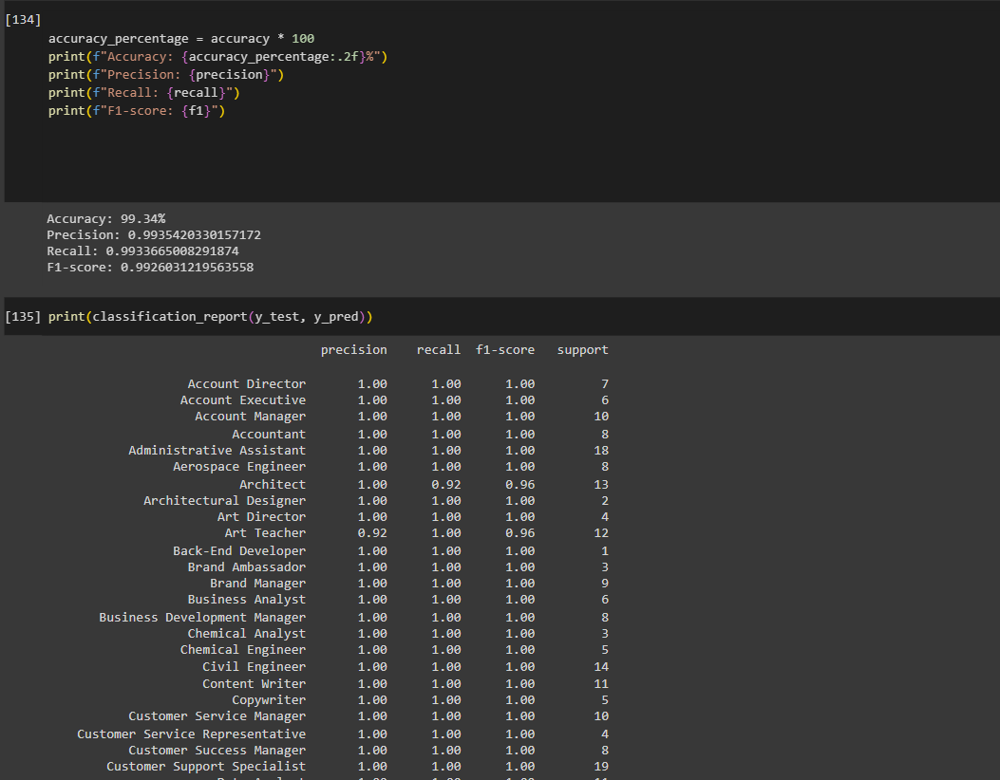 [134]
accuracy_percentage = accuracy * 100
print(f"Accuracy: {accuracy_percentage:.2f}%")
print(f"Precision: {precision}")
print(f"Recall: {recall}")
print(f"F1-score: {f1}")
Accuracy: 99.34%
Precision: 0.9935420330157172
Recall: 0.9933665008291874
F1-score: 0.9926031219563558
[135] print(classification_report(y_test, y_pred))
precision recall f1-score support
Account Director 1.00 1.00 1.00 7
Account Executive 1.00 1.00 1.00 6
Account Manager 1.00 1.00 1.00 10
Accountant 1.00 1.00 1.00 8
Administrative Assistant 1.00 1.00 1.00 18
Aerospace Engineer 1.00 1.00 1.00 8
Architect 1.00 0.92 0.96 13
Architectural Designer 1.00 1.00 1.00 2
Art Director 1.00 1.00 1.00 4
Art Teacher 0.92 1.00 0.96 12
Back-End Developer 1.00 1.00 1.00 1
Brand Ambassador 1.00 1.00 1.00 3
Brand Manager 1.00 1.00 1.00 9
Business Analyst 1.00 1.00 1.00 6
Business Development Manager 1.00 1.00 1.00 8
Chemical Analyst 1.00 1.00 1.00 3
Chemical Engineer 1.00 1.00 1.00 5
Civil Engineer 1.00 1.00 1.00 14
Content Writer 1.00 1.00 1.00 11
Copywriter 1.00 1.00 1.00 5
Customer Service Manager 1.00 1.00 1.00 10
Customer Service Representative 1.00 1.00 1.00 4
Customer Success Manager 1.00 1.00 1.00 8
Customer Support Specialist 1.00 1.00 1.00 19